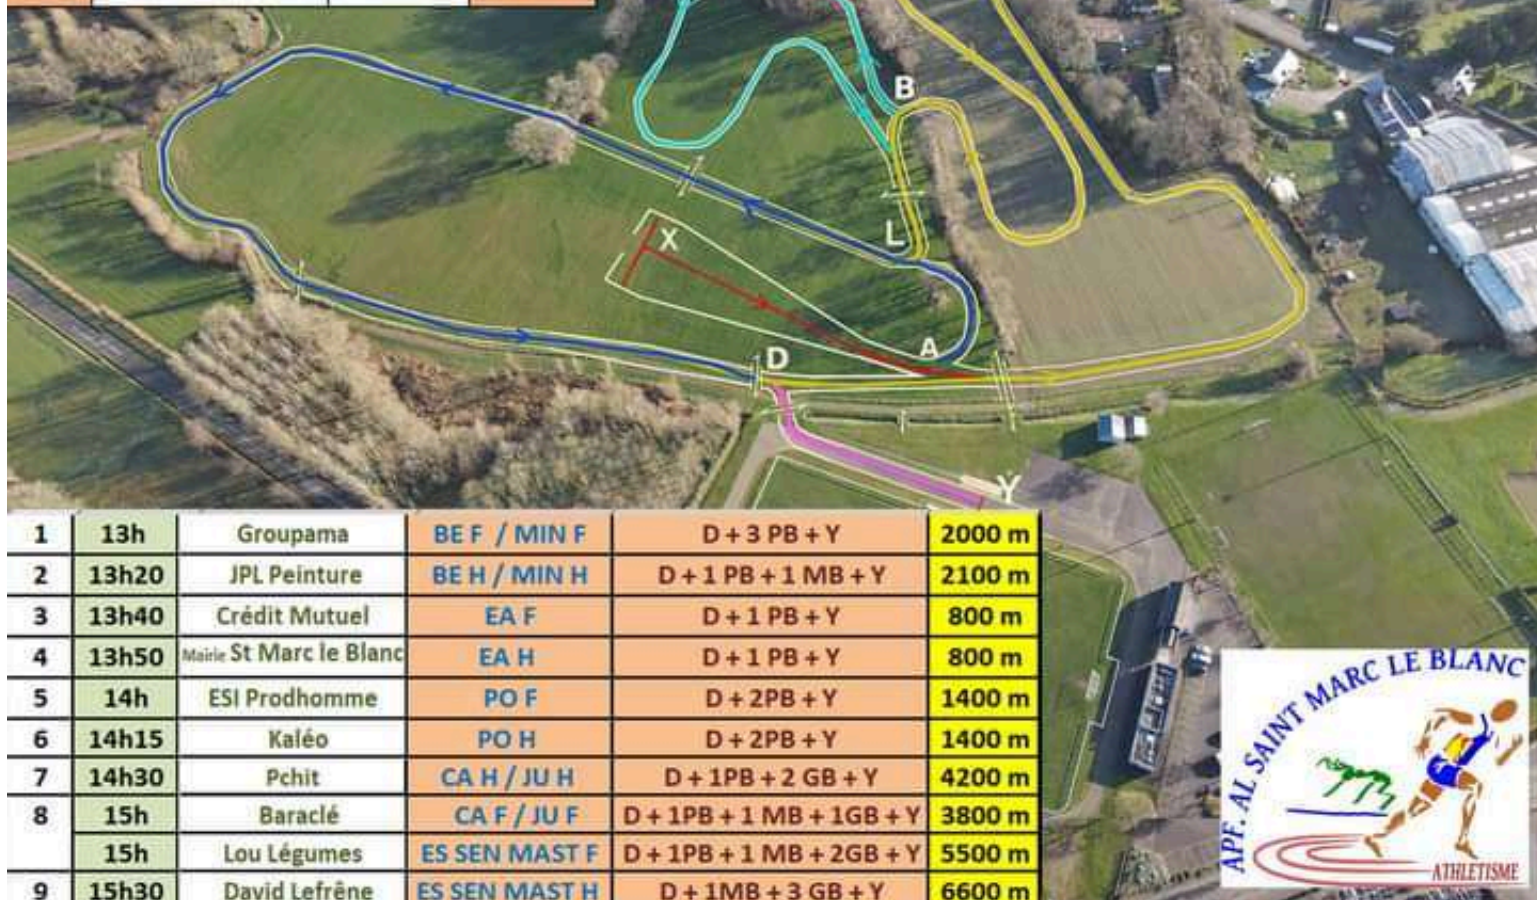 B
L
X
A
D
Y
1 13h Groupama BE F / MIN F D + 3 PB + Y 2000 m
2 13h20 JPL Peinture BE H / MIN H D + 1 PB + 1 MB + Y 2100 m
3 13h40 Crédit Mutuel EA F D + 1 PB + Y 800 m
4 13h50 Mairie St Marc le Blanc EA H D + 1 PB + Y 800 m
5 14h ESI Prodhomme PO F D + 2PB + Y 1400 m
6 14h15 Kaléo PO H D + 2PB + Y 1400 m
7 14h30 Pchit CA H / JU H D + 1PB + 2 GB + Y 4200 m
8 15h Baraclé CA F / JU F D + 1PB + 1 MB + 1GB + Y 3800 m
15h Lou Légumes ES SEN MAST F D + 1PB + 1 MB + 2GB + Y 5500 m
9 15h30 David Lefrêne ES SEN MAST H D + 1MB + 3 GB + Y 6600 m
APF. AL SAINT MARC LE BLANC
ATHLETISME